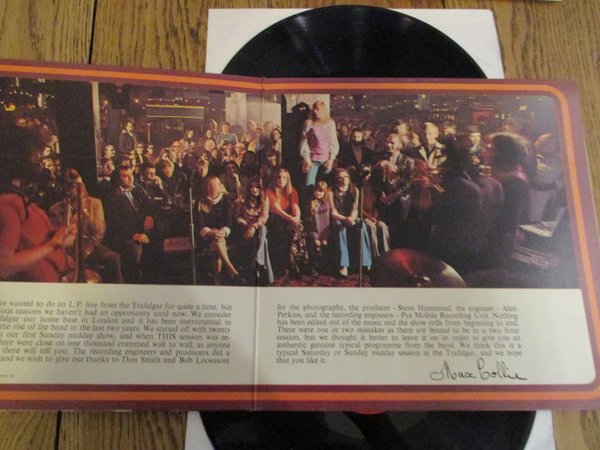 we wanted to do an L.P. live from the Trafalgar for quite a time, but
reasons we haven't had an opportunity until now. We consider
our home base in London and it has been instrumental in
the rise of the band in the last two years. We started off with twenty
our first Sunday midday show, and when THIS session was
were close on one thousand crammed wall to wall, as anyone
there will tell you. The recording engineers and producers did a
and we wish to give our thanks to Don Smith and Bob Loosmore
for the photography, the producer – Steve Hammond, the engineer – Alan
Perkins, and the recording engineers – Pye Mobile Recording Unit. Nothing
has been edited out of the music and the show rolls from beginning to end.
There were one or two mistakes as there are bound to be in a two hour
session, but we thought it better to leave it on in order to give you an
authentic genuine typical programme from the band. We think this is a
typical Saturday or Sunday midday session at the Trafalgar, and we hope
that you like it.
Max Collie